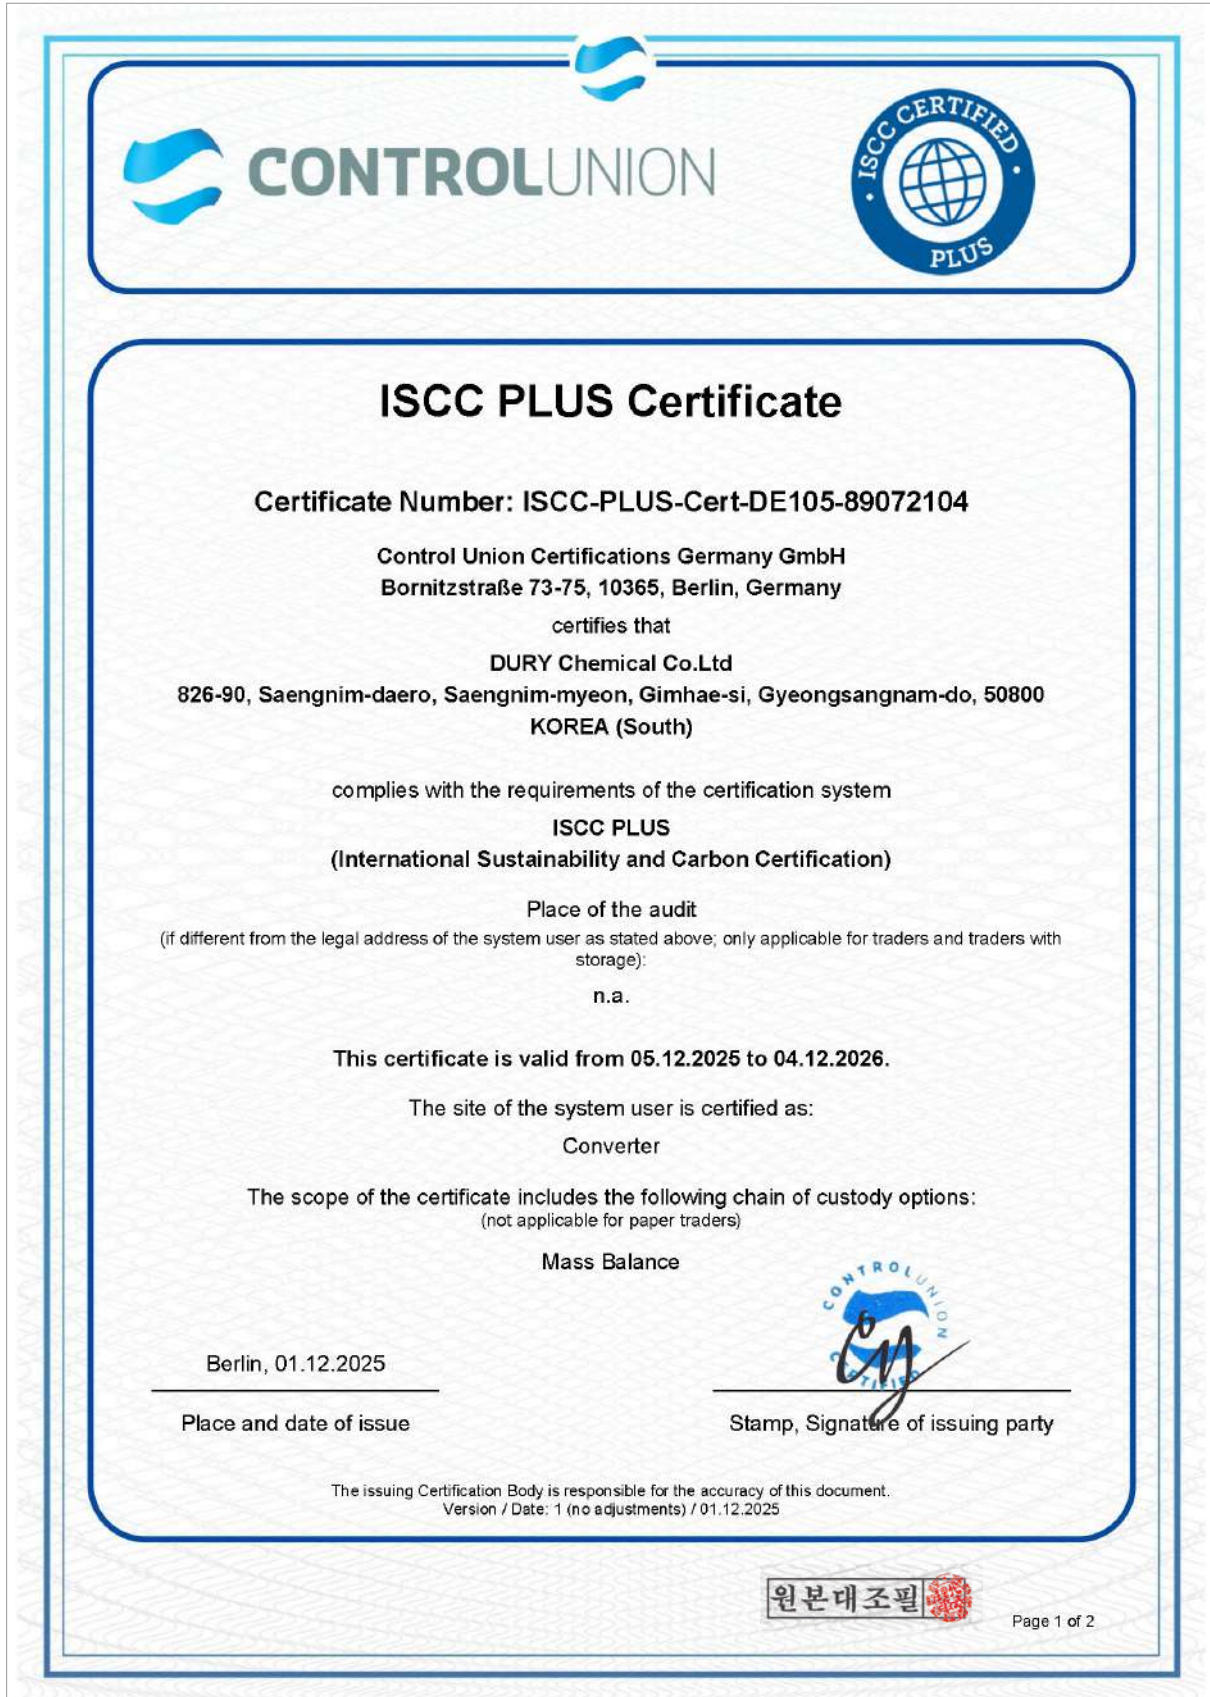 CONTROLUNION
ISCC CERTIFIED
PLUS
ISCC PLUS Certificate
Certificate Number: ISCC-PLUS-Cert-DE105-89072104
Control Union Certifications Germany GmbH
Bornitzstraße 73-75, 10365, Berlin, Germany
certifies that
DURY Chemical Co.Ltd
826-90, Saengnim-daero, Saengnim-myeon, Gimhae-si, Gyeongsangnam-do, 50800
KOREA (South)
complies with the requirements of the certification system
ISCC PLUS
(International Sustainability and Carbon Certification)
Place of the audit
(if different from the legal address of the system user as stated above; only applicable for traders and traders with
storage):
n.a.
This certificate is valid from 05.12.2025 to 04.12.2026.
The site of the system user is certified as:
Converter
The scope of the certificate includes the following chain of custody options:
(not applicable for paper traders)
Mass Balance
CONTROLUNION
CERTIFIED
Berlin, 01.12.2025
Place and date of issue
Stamp, Signature of issuing party
The issuing Certification Body is responsible for the accuracy of this document.
Version / Date: 1 (no adjustments) / 01.12.2025
원본대조필
Page 1 of 2